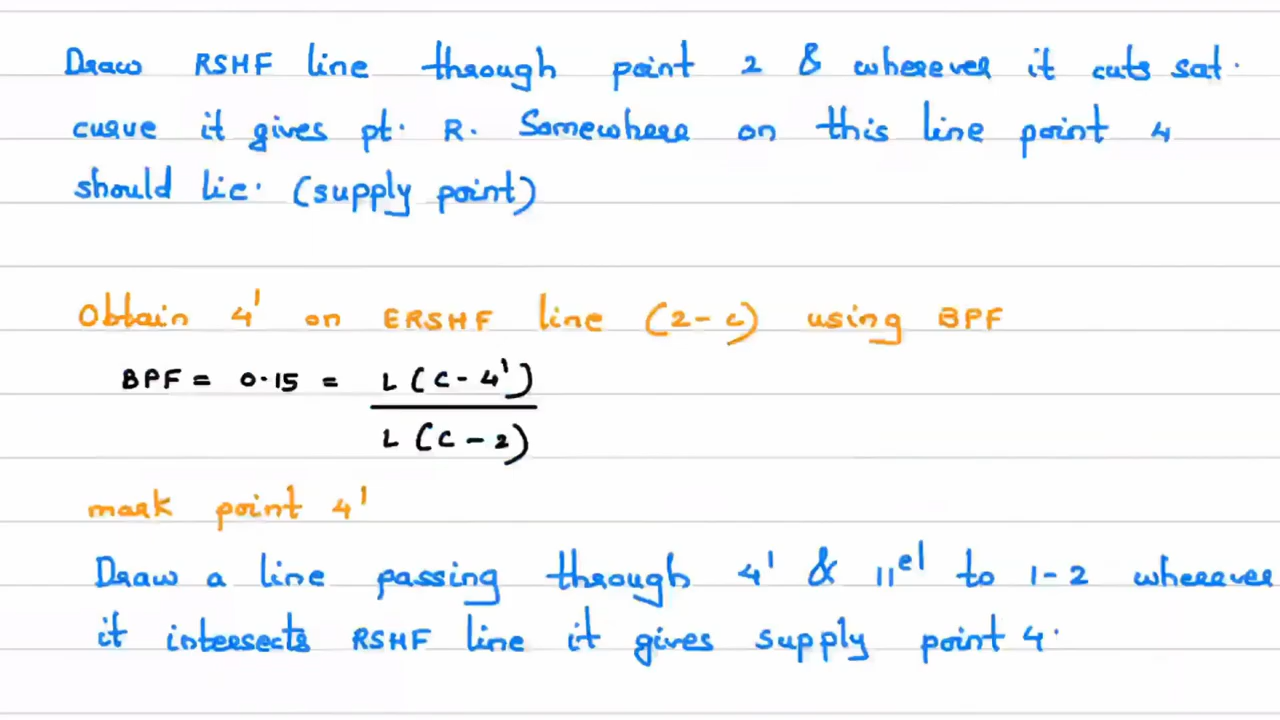 Draw RSHF line through point 2 & wherever it cuts sat.
curve it gives pt. R. Somewhere on this line point 4
should lie. (supply point)
Obtain 4' on ERSHF line (2-c) using BPF
BPF = 0.15 = L (C - 4')
L (C - 2)
mark point 4'
Draw a line passing through 4' & ||el to 1-2 wherever
it intersects RSHF line it gives supply point 4.